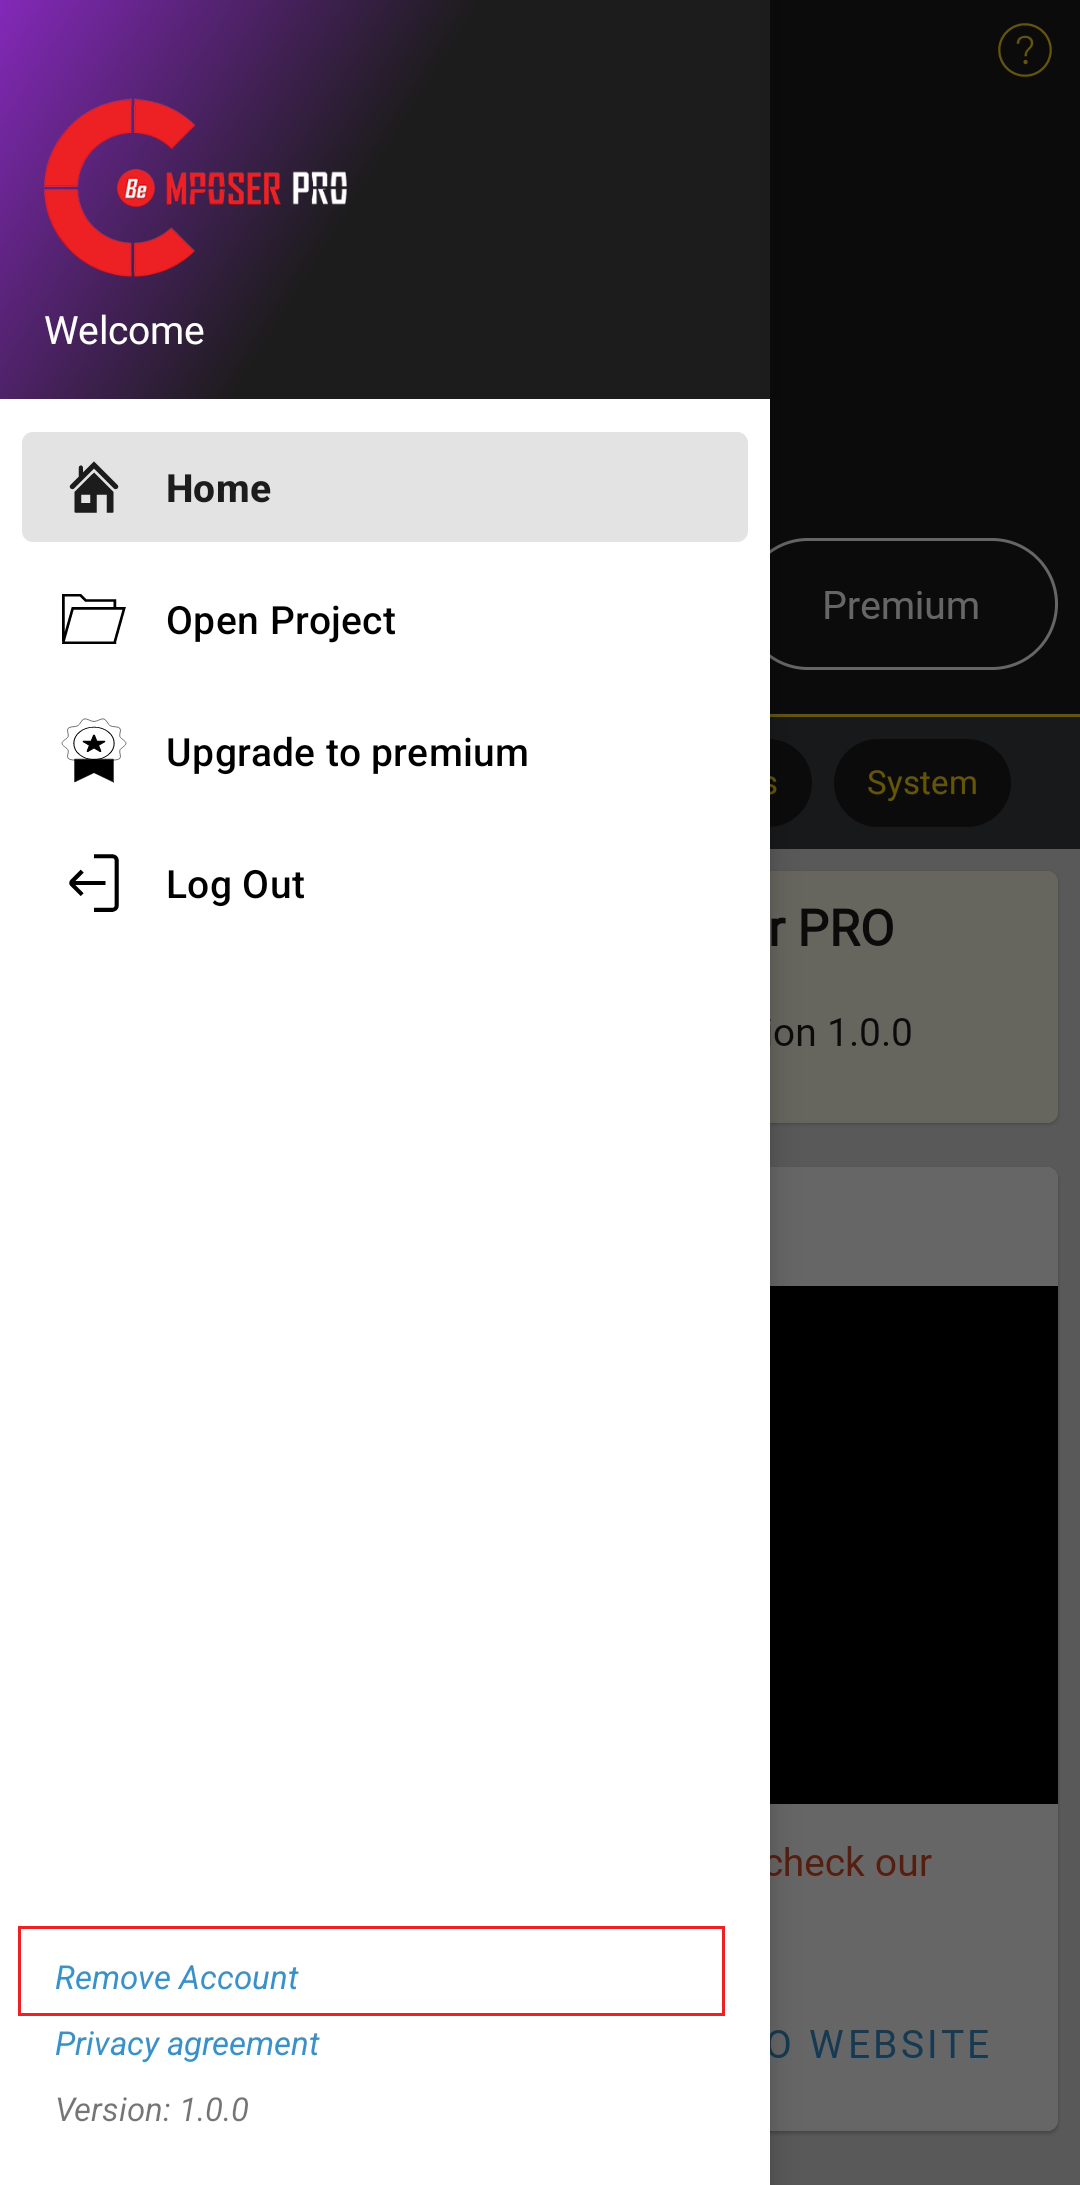 ?
Be MPOSER PRO
Welcome
Home
Open Project
Upgrade to premium
Log Out
Premium
s System
r PRO
on 1.0.0
check our
O WEBSITE
Remove Account
Privacy agreement
Version: 1.0.0